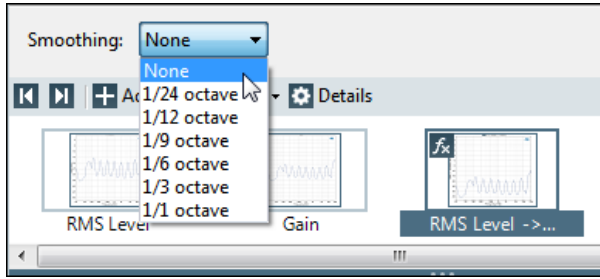 Smoothing: None
None
1/24 octave
1/12 octave
1/9 octave
1/6 octave
1/3 octave
1/1 octave
Details
RMS Level
Gain
fx
RMS Level ->...